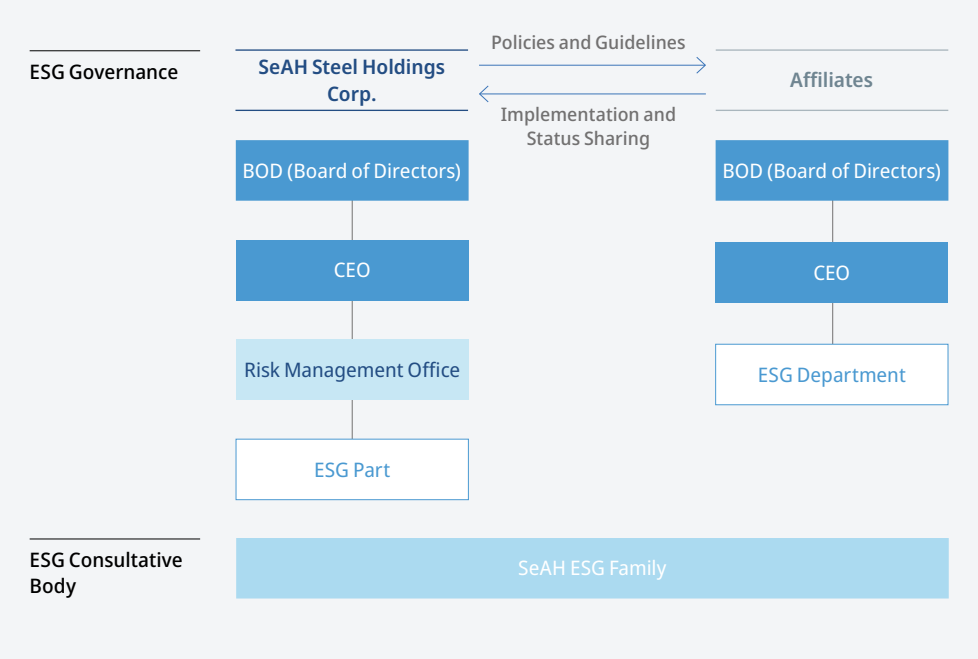 ESG Governance
SeAH Steel Holdings
Corp.
Policies and Guidelines
Implementation and
Status Sharing
Affiliates
BOD (Board of Directors)
CEO
Risk Management Office
ESG Part
BOD (Board of Directors)
CEO
ESG Department
ESG Consultative
Body
SeAH ESG Family